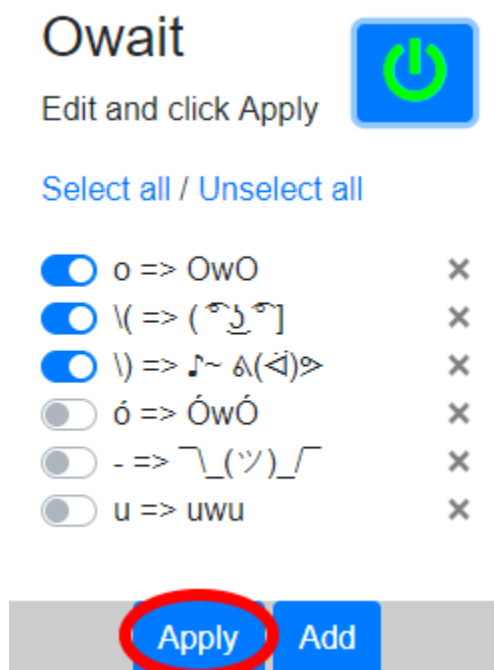 Owait
Edit and click Apply
Select all / Unselect all
o => OwO
\( => ( ͡° ͜ʖ ͡°]
\) => ♪~ ᕕ(ᐛ)ᕗ
ó => ÓwÓ
- => ¯\_(ツ)_/¯
u => uwu
Apply Add